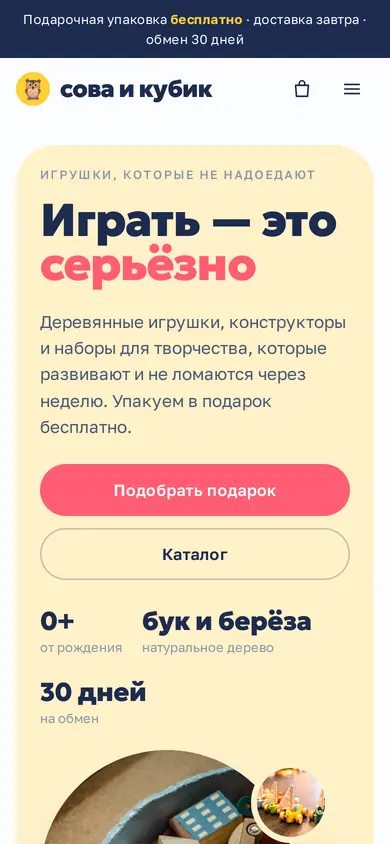 Подарочная упаковка бесплатно · доставка завтра ·
обмен 30 дней
сова и кубик
ИГРУШКИ, КОТОРЫЕ НЕ НАДОЕДАЮТ
Играть — это
серьёзно
Деревянные игрушки, конструкторы
и наборы для творчества, которые
развивают и не ломаются через
неделю. Упакуем в подарок
бесплатно.
Подобрать подарок
Каталог
0+
от рождения
бук и берёза
натуральное дерево
30 дней
на обмен